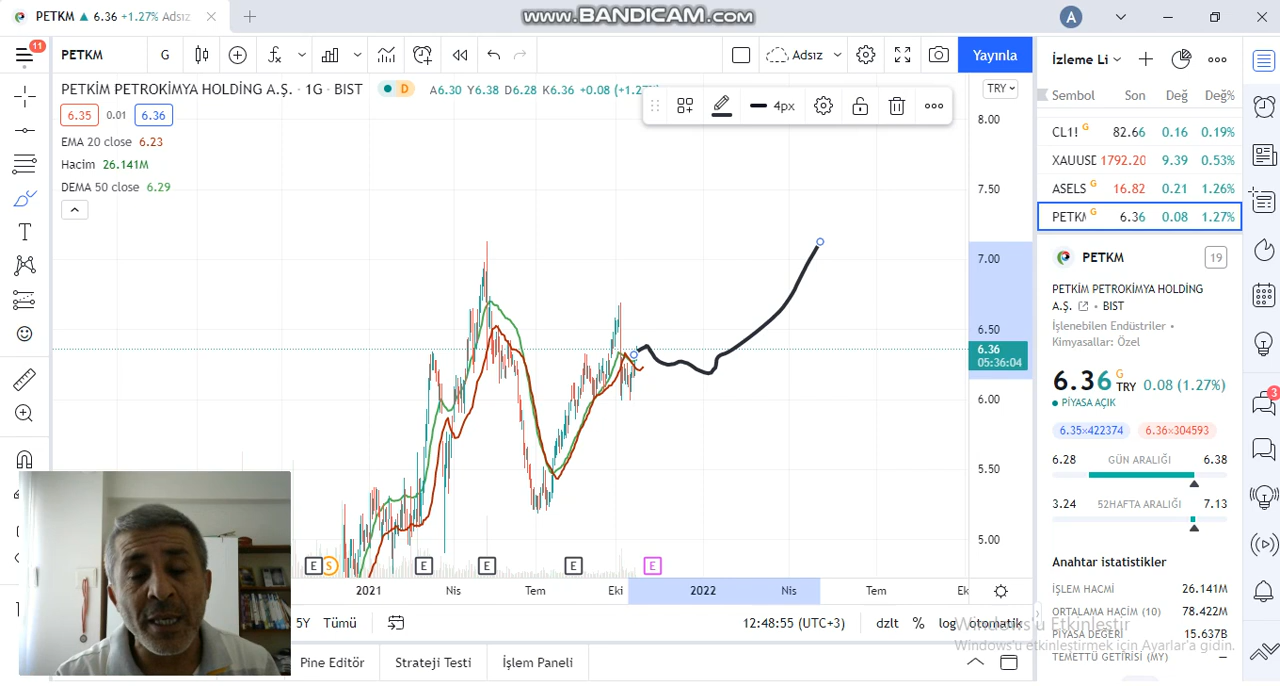 PETKM ▲ 6.36 +1.27% Adsız
www.BANDICAM.com
A
11
PETKM
G
Adsız
Yayınla
İzleme Li
PETKİM PETROKİMYA HOLDİNG A.Ş. · 1G · BIST
D
A6.30 Y6.38 D6.28 K6.36 +0.08 (+1.27%
TRY
Sembol Son Değ Değ%
6.35 0.01 6.36
4px
EMA 20 close 6.23
Hacim 26.141M
DEMA 50 close 6.29
CL1! G 82.66 0.16 0.19%
XAUUSD 1792.20 9.39 0.53%
ASELS G 16.82 0.21 1.26%
PETKM G 6.36 0.08 1.27%
8.00
7.50
7.00
6.50
6.36
05:36:04
6.00
5.50
5.00
PETKM
19
PETKİM PETROKİMYA HOLDİNG
A.Ş. • BIST
İşlenebilen Endüstriler •
Kimyasallar: Özel
6.36 G TRY 0.08 (1.27%)
PİYASA AÇIK
6.35×422374 6.36×304593
6.28 GÜN ARALIĞI 6.38
3.24 52HAFTA ARALIĞI 7.13
3
Anahtar istatistikler
İŞLEM HACMİ 26.141M
ORTALAMA HACİM (10) 78.422M
PİYASA DEĞERİ 15.637B
TEMETTÜ GETİRİSİ (MY) —
E S E E E E
2021 Nis Tem Eki 2022 Nis Tem Ek
5Y Tümü
12:48:55 (UTC+3)
dzlt % log otomatik
Windows'u Etkinleştir
Windows'u etkinleştirmek için Ayarlar'a gidin.
Pine Editör Strateji Testi İşlem Paneli